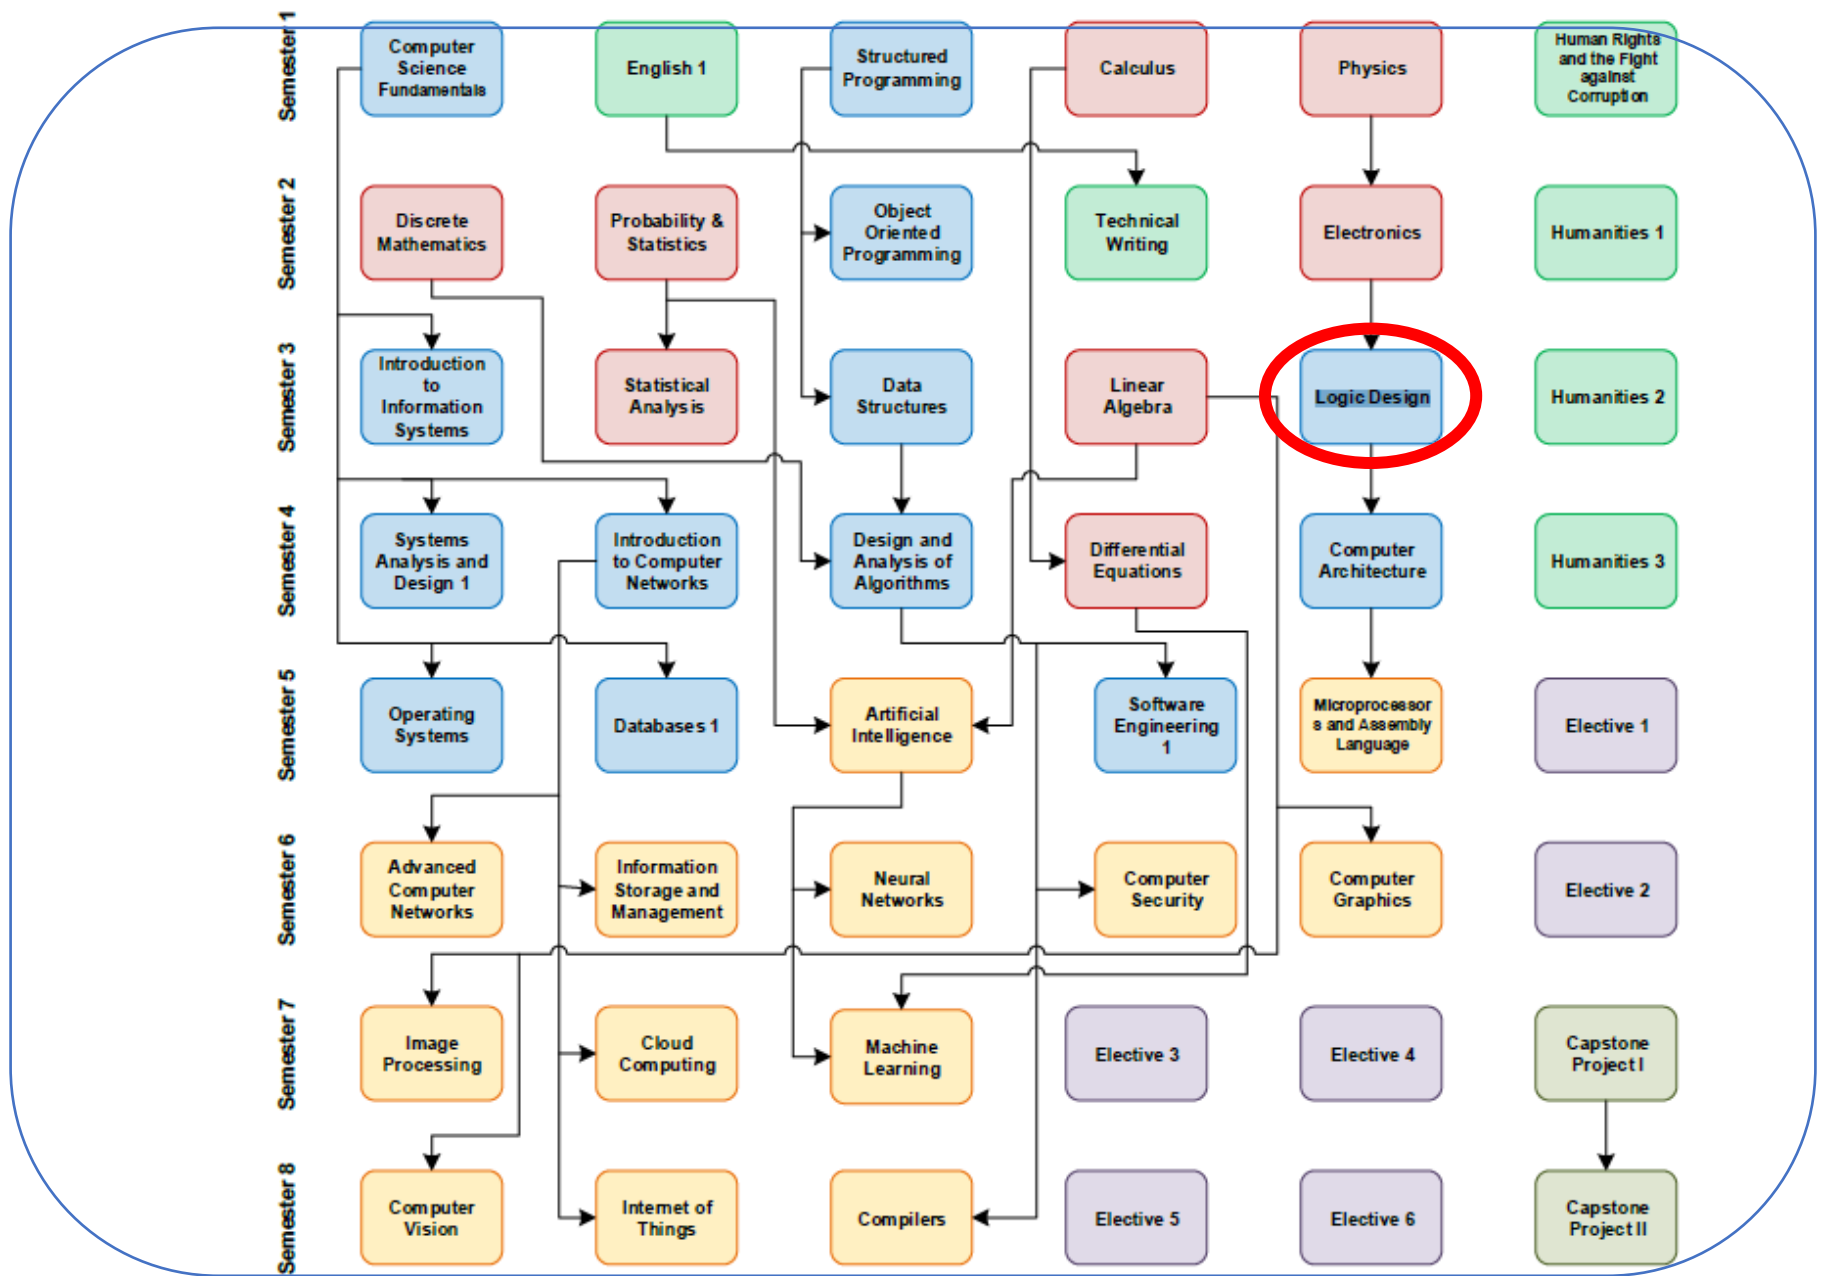 Semester 1
Computer
Science
Fundamentals
English 1
Structured
Programming
Calculus
Physics
Human Rights
and the Fight
against
Corruption
Semester 2
Discrete
Mathematics
Probability &
Statistics
Object
Oriented
Programming
Technical
Writing
Electronics
Humanities 1
Semester 3
Introduction
to
Information
Systems
Statistical
Analysis
Data
Structures
Linear
Algebra
Logic Design
Humanities 2
Semester 4
Systems
Analysis and
Design 1
Introduction
to Computer
Networks
Design and
Analysis of
Algorithms
Differential
Equations
Computer
Architecture
Humanities 3
Semester 5
Operating
Systems
Databases 1
Artificial
Intelligence
Software
Engineering
1
Microprocessor
s and Assembly
Language
Elective 1
Semester 6
Advanced
Computer
Networks
Information
Storage and
Management
Neural
Networks
Computer
Security
Computer
Graphics
Elective 2
Semester 7
Image
Processing
Cloud
Computing
Machine
Learning
Elective 3
Elective 4
Capstone
Project I
Semester 8
Computer
Vision
Internet of
Things
Compilers
Elective 5
Elective 6
Capstone
Project II